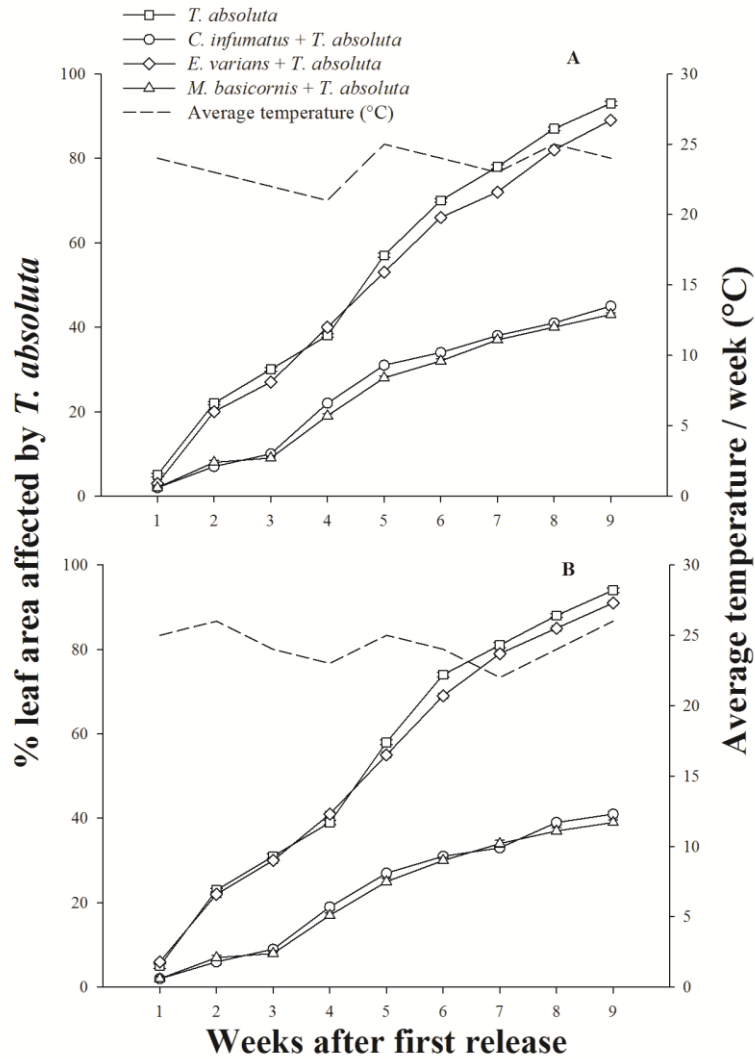 T. absoluta
C. infumatus + T. absoluta
E. varians + T. absoluta
M. basicornis + T. absoluta
Average temperature (°C)
A
100
80
60
40
20
0
30
25
20
15
10
5
0
1 2 3 4 5 6 7 8 9
B
100
80
60
40
20
0
30
25
20
15
10
5
0
1 2 3 4 5 6 7 8 9
% leaf area affected by T. absoluta
Average temperature / week (°C)
Weeks after first release